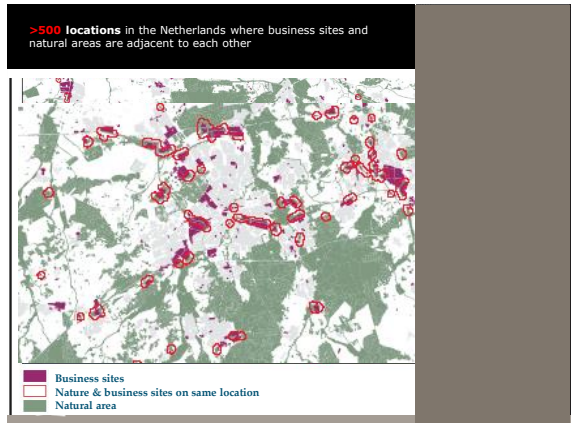 >500 locations in the Netherlands where business sites and
natural areas are adjacent to each other
Business sites
Nature & business sites on same location
Natural area